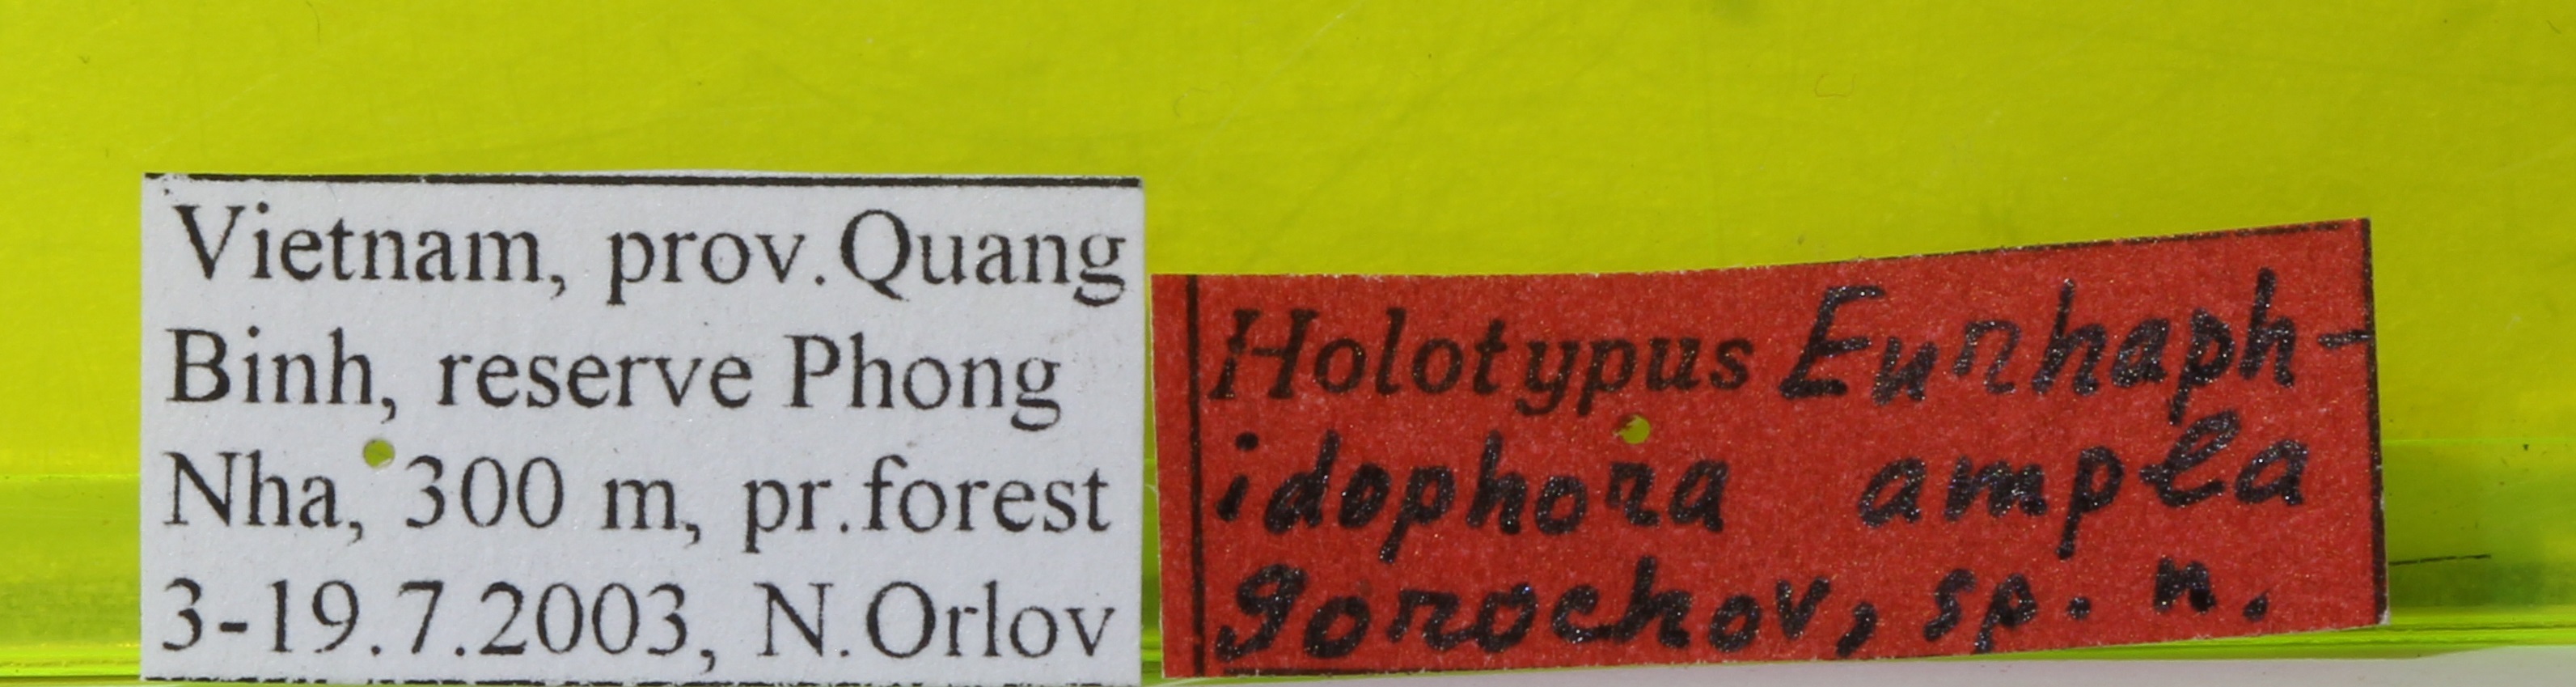 Vietnam, prov.Quang
Binh, reserve Phong
Nha, 300 m, pr.forest
3-19.7.2003, N.Orlov
Holotypus Eurhaph-
idophora ampla
Gorochov, sp. n.